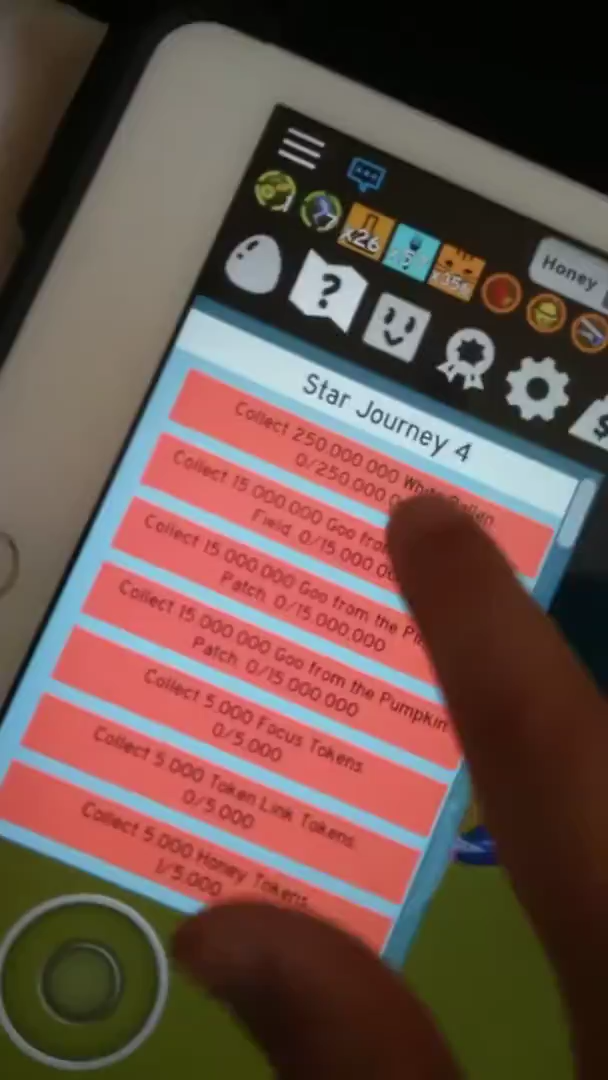 x26
Honey
?
Star Journey 4
Collect 250,000,000 White Pollen
0/250,000,0
Collect 15,000,000 Goo from
Field. 0/15,000,00
Collect 15,000,000 Goo from the Pin
Patch. 0/15,000,000
Collect 15,000,000 Goo from the Pumpkin
Patch. 0/15,000,000
Collect 5,000 Focus Tokens.
0/5,000
Collect 5,000 Token Link Tokens.
0/5,000
Collect 5,000 Honey Tokens.
1/5,000